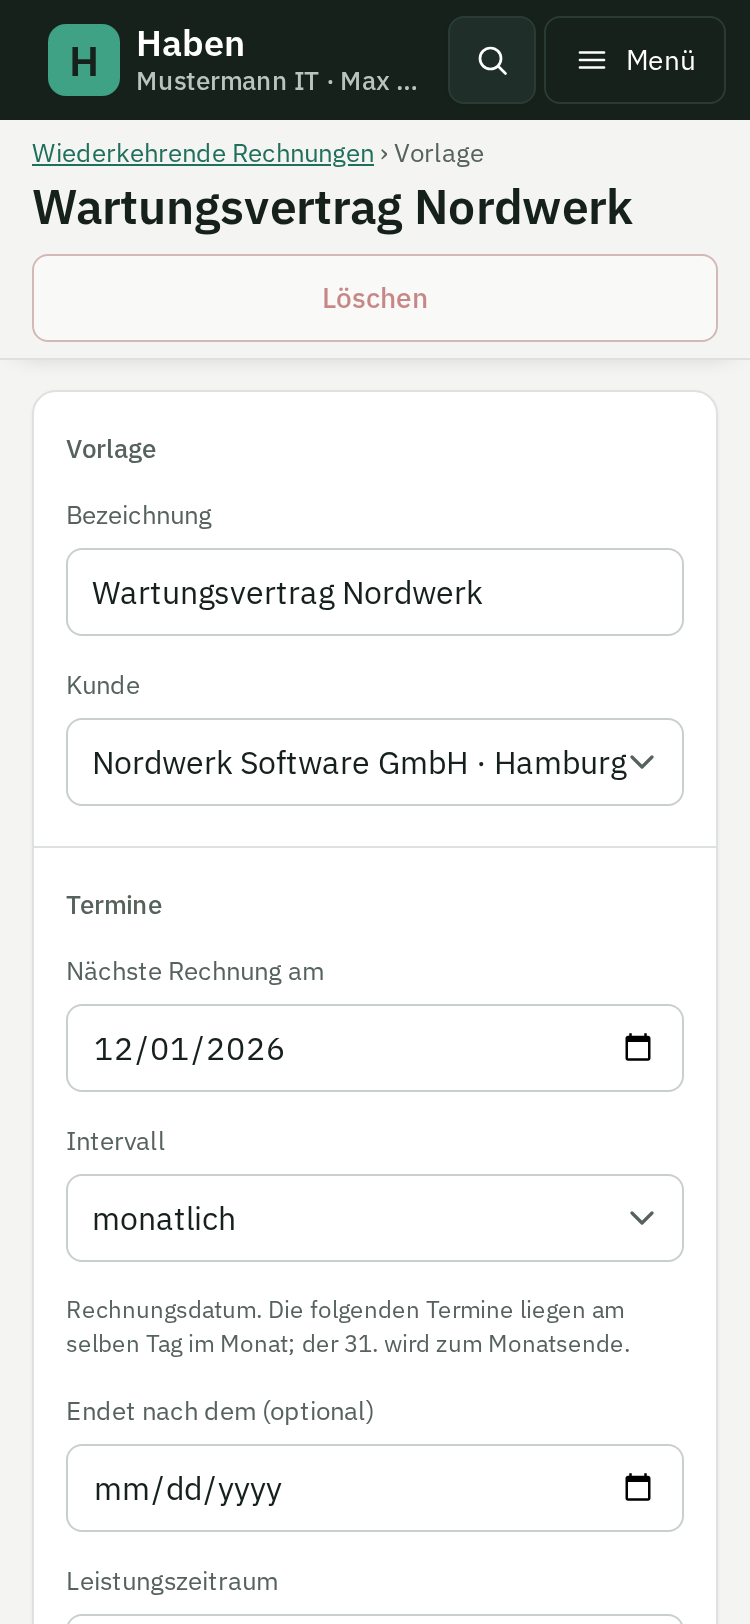 H
Haben
Mustermann IT · Max ...
Menü
Wiederkehrende Rechnungen › Vorlage
Wartungsvertrag Nordwerk
Löschen
Vorlage
Bezeichnung
Wartungsvertrag Nordwerk
Kunde
Nordwerk Software GmbH · Hamburg
Termine
Nächste Rechnung am
12/01/2026
Intervall
monatlich
Rechnungsdatum. Die folgenden Termine liegen am
selben Tag im Monat; der 31. wird zum Monatsende.
Endet nach dem (optional)
mm/dd/yyyy
Leistungszeitraum